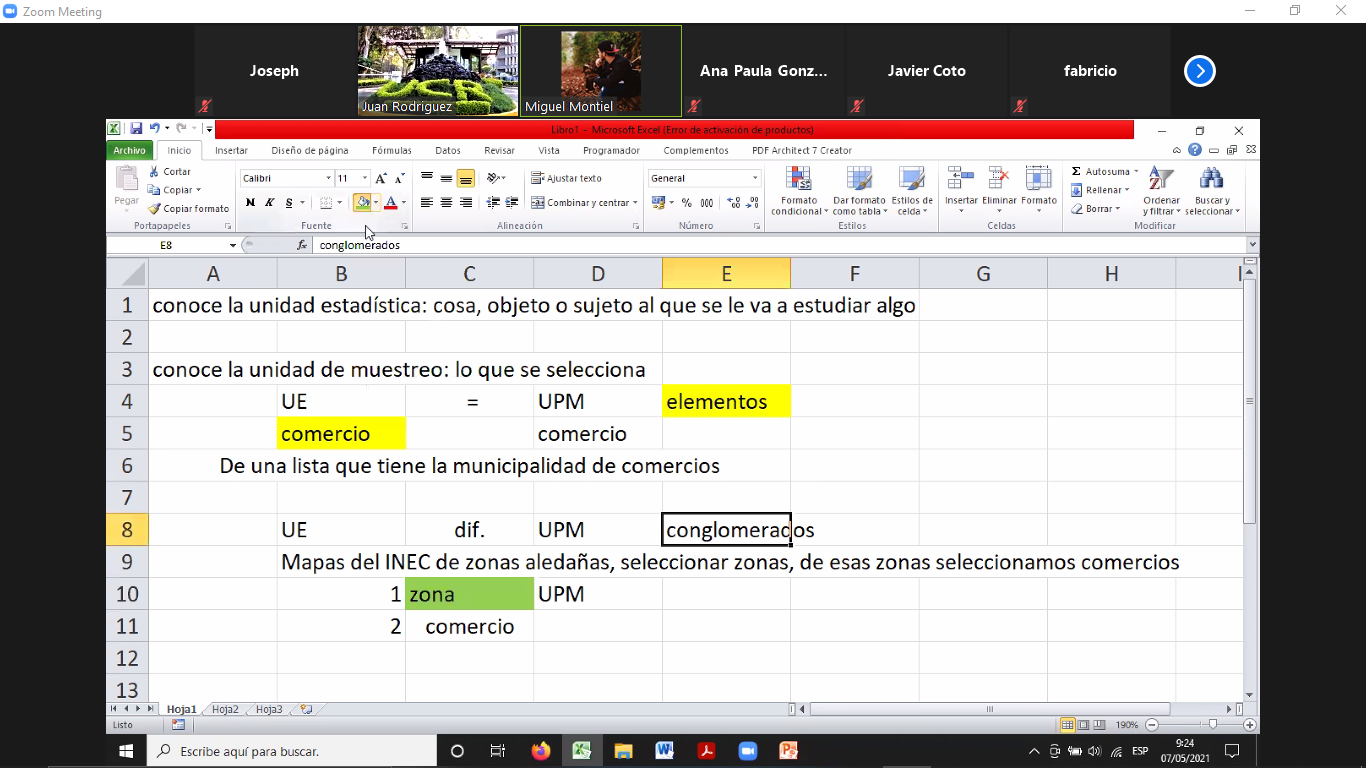 Zoom Meeting
Joseph
Juan Rodriguez
Miguel Montiel
Ana Paula Gonz...
Javier Coto
fabricio
Libro1 - Microsoft Excel (Error de activación de productos)
Archivo Inicio Insertar Diseño de página Fórmulas Datos Revisar Vista Programador Complementos PDF Architect 7 Creator
Pegar
Cortar
Copiar
Copiar formato
Portapapeles
Calibri 11
N K S
Fuente
Ajustar texto
Combinar y centrar
Alineación
General
% 000
Número
Formato condicional
Dar formato como tabla
Estilos de celda
Estilos
Insertar Eliminar Formato
Celdas
Autosuma
Rellenar
Borrar
Ordenar y filtrar
Buscar y seleccionar
Modificar
E8 fx conglomerados
A B C D E F G H I
1 conoce la unidad estadística: cosa, objeto o sujeto al que se le va a estudiar algo
2
3 conoce la unidad de muestreo: lo que se selecciona
4 UE = UPM elementos
5 comercio comercio
6 De una lista que tiene la municipalidad de comercios
7
8 UE dif. UPM conglomerados
9 Mapas del INEC de zonas aledañas, seleccionar zonas, de esas zonas seleccionamos comercios
10 1 zona UPM
11 2 comercio
12
13
Hoja1 Hoja2 Hoja3
Listo 190%
Escribe aquí para buscar.
ESP
9:24
07/05/2021